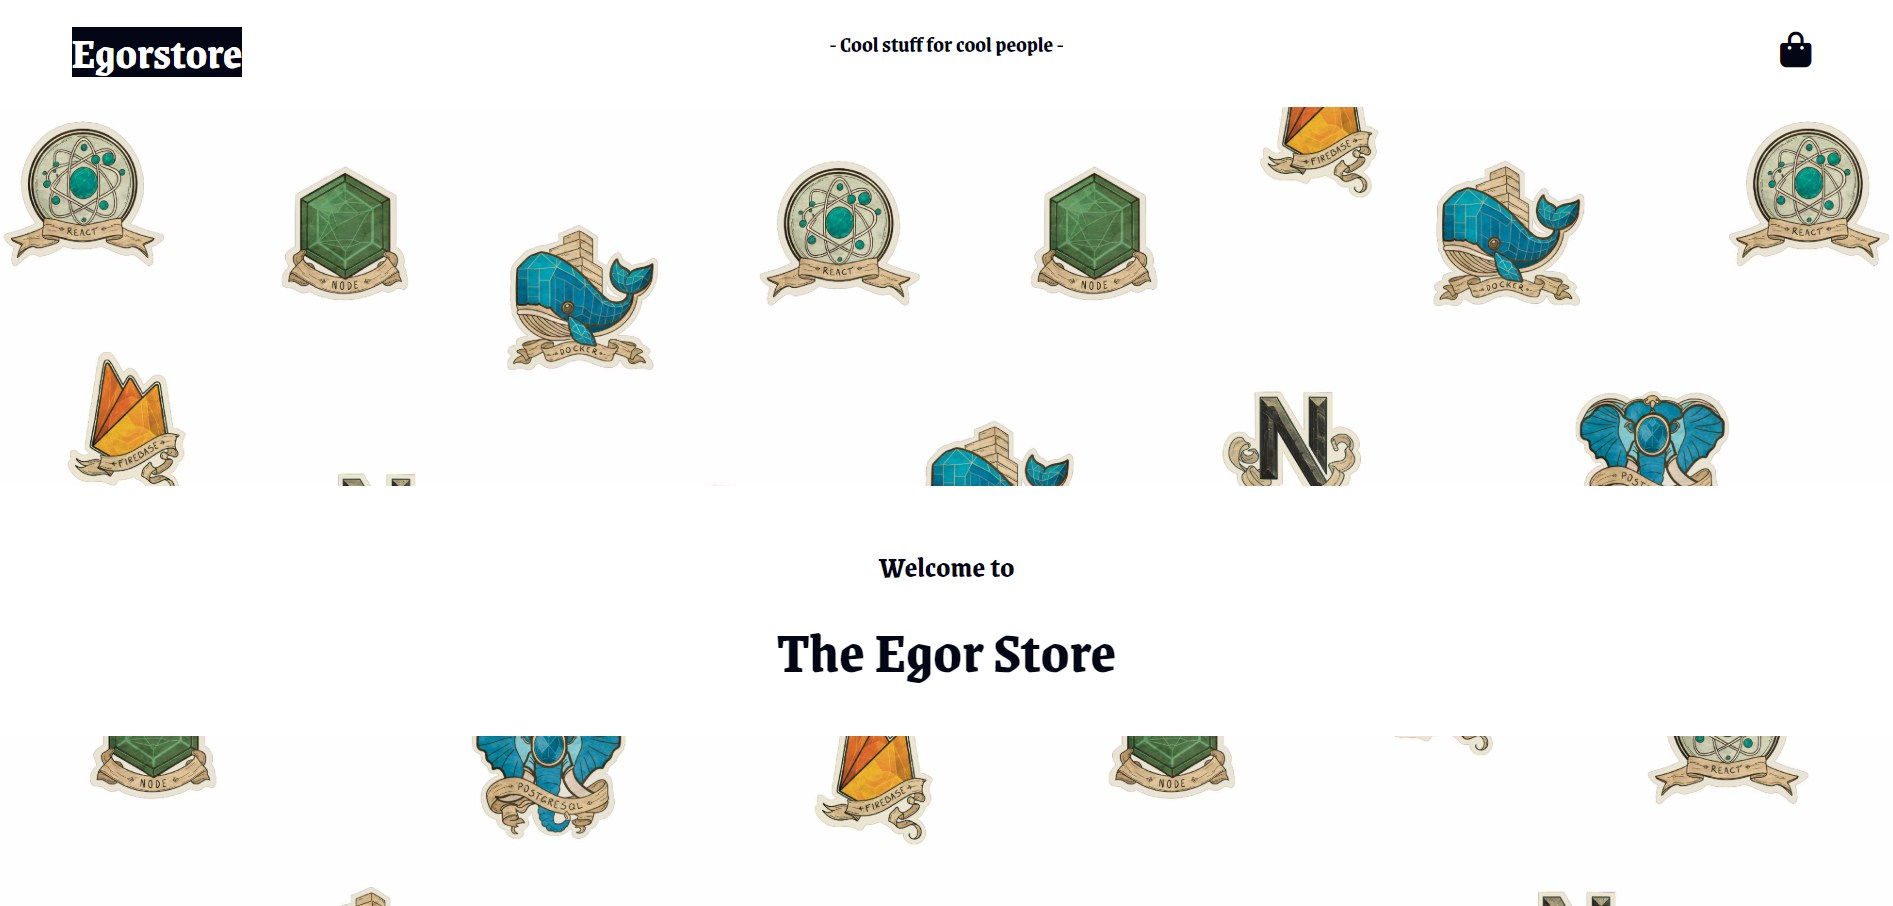 Egorstore
- Cool stuff for cool people -
FIREBASE
REACT
NODE
DOCKER
REACT
NODE
DOCKER
REACT
FIREBASE
N
N
POST
Welcome to
The Egor Store
NODE
POSTGRESQL
FIREBASE
NODE
REACT
N